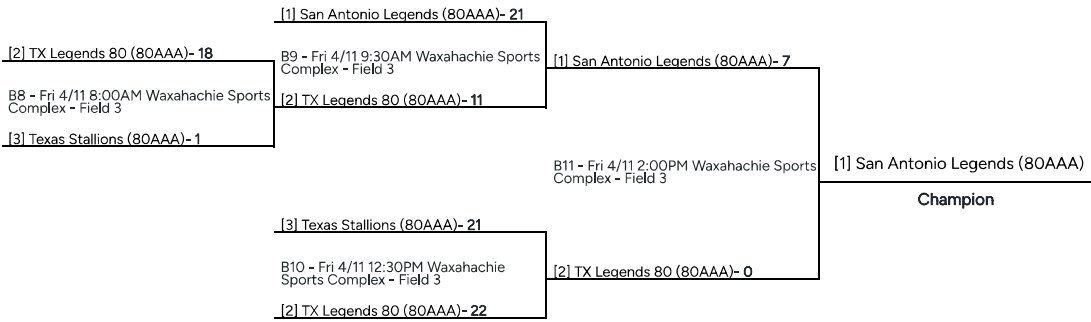 [1] San Antonio Legends (80AAA)- 21
[2] TX Legends 80 (80AAA)- 18
B9 - Fri 4/11 9:30AM Waxahachie Sports
Complex - Field 3
[1] San Antonio Legends (80AAA)- 7
B8 - Fri 4/11 8:00AM Waxahachie Sports
Complex - Field 3
[2] TX Legends 80 (80AAA)- 11
[3] Texas Stallions (80AAA)- 1
B11 - Fri 4/11 2:00PM Waxahachie Sports
Complex - Field 3
[1] San Antonio Legends (80AAA)
Champion
[3] Texas Stallions (80AAA)- 21
B10 - Fri 4/11 12:30PM Waxahachie
Sports Complex - Field 3
[2] TX Legends 80 (80AAA)- 0
[2] TX Legends 80 (80AAA)- 22